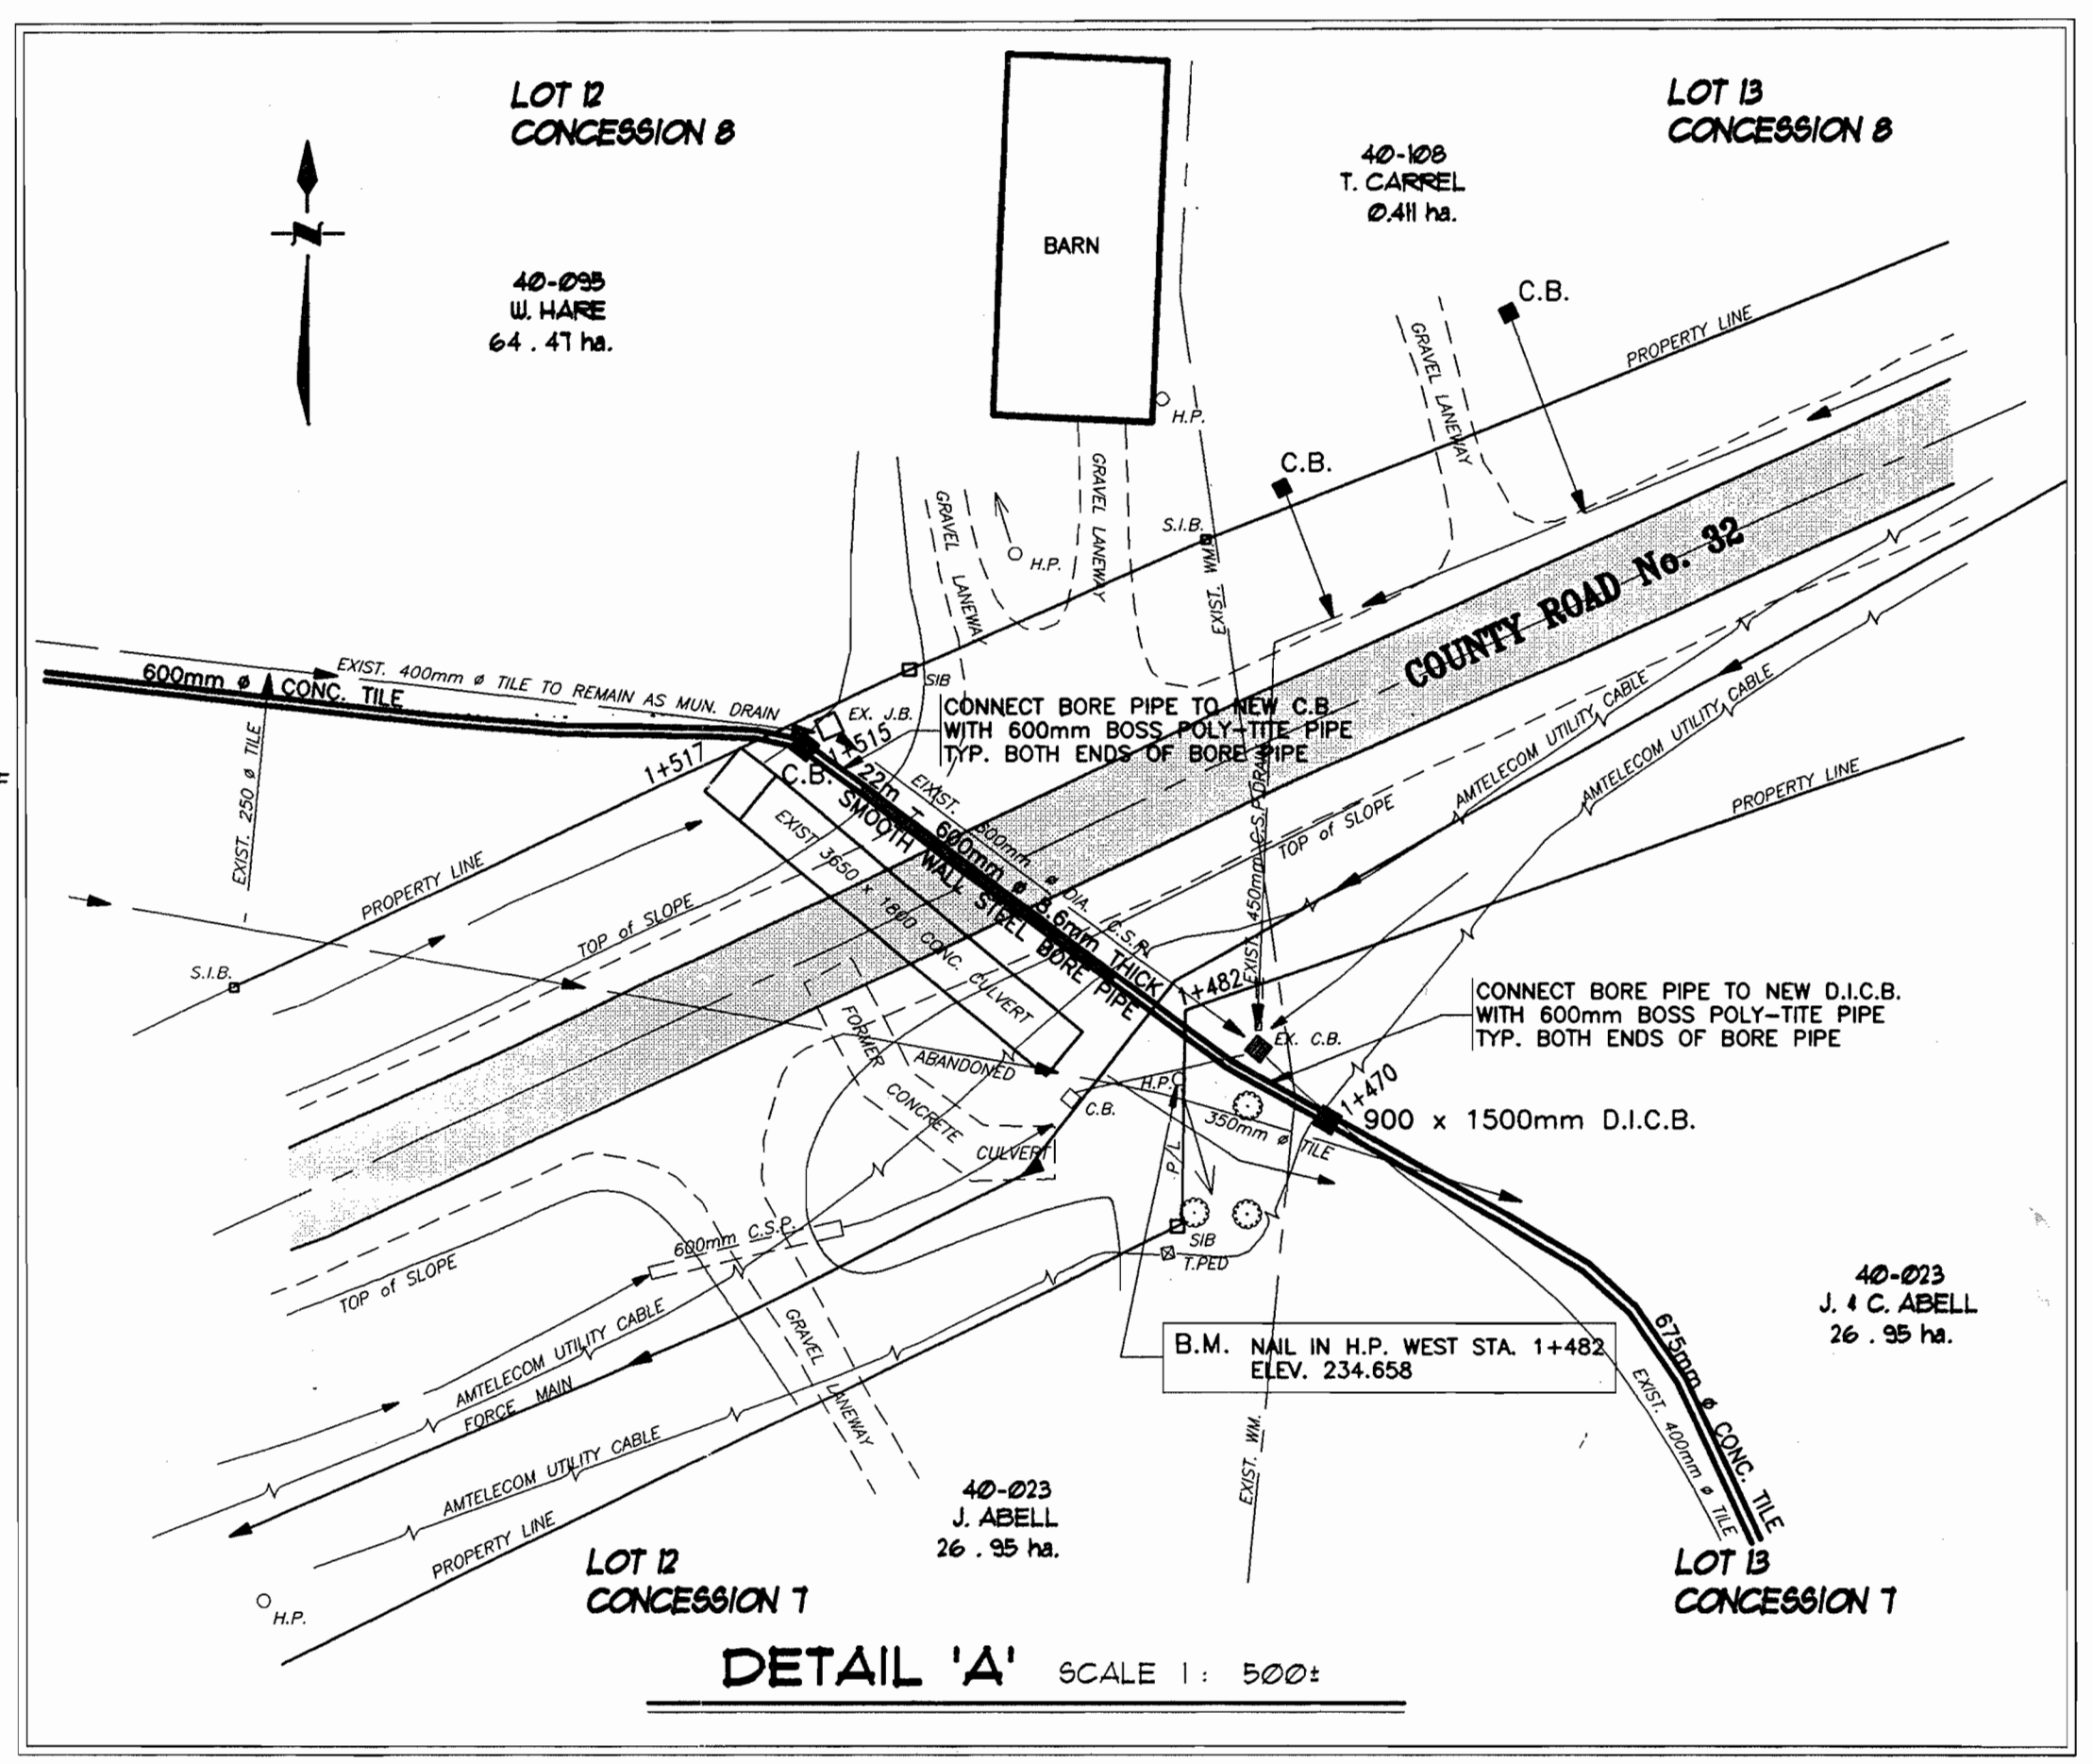 LOT 12
CONCESSION 8
LOT 13
CONCESSION 8
40-108
T. CARREL
0.411 ha.
BARN
40-095
W. HARE
64.47 ha.
C.B.
PROPERTY LINE
GRAVEL LANEWAY
H.P.
C.B.
GRAVEL LANEWAY
GRAVEL LANEWAY
S.I.B.
H.P.
EXIST. WM
COUNTY ROAD No. 32
EXIST. 400mm ø TILE TO REMAIN AS MUN. DRAIN
600mm ø CONC. TILE
SIB
EX. J.B.
CONNECT BORE PIPE TO NEW C.B.
WITH 600mm BOSS POLY-TITE PIPE
TYP. BOTH ENDS OF BORE PIPE
1+517
1+515
C.B.
EXIST. 250 ø TILE
22m - 600mm ø 8.6mm THICK
SMOOTH WALL STEEL BORE PIPE
EXIST. 600mm ø DIA. C.S.P.
EXIST. 3650 x 1800 CONC. CULVERT
EXIST. 450mm C.S.P. DRAIN
AMTELECOM UTILITY CABLE
AMTELECOM UTILITY CABLE
PROPERTY LINE
TOP of SLOPE
PROPERTY LINE
TOP of SLOPE
S.I.B.
1+482
CONNECT BORE PIPE TO NEW D.I.C.B.
WITH 600mm BOSS POLY-TITE PIPE
TYP. BOTH ENDS OF BORE PIPE
EX. C.B.
FORMER CONCRETE CULVERT
ABANDONED
H.P.
C.B.
1+470
900 x 1500mm D.I.C.B.
350mm ø TILE
P/L
600mm C.S.P.
SIB
T.PED
TOP of SLOPE
40-023
J. & C. ABELL
26.95 ha.
B.M. NAIL IN H.P. WEST STA. 1+482
ELEV. 234.658
GRAVEL LANEWAY
AMTELECOM UTILITY CABLE
FORCE MAIN
AMTELECOM UTILITY CABLE
PROPERTY LINE
675mm ø CONC. TILE
EXIST. 400mm ø TILE
EXIST. WM.
40-023
J. ABELL
26.95 ha.
LOT 12
CONCESSION 7
LOT 13
CONCESSION 7
H.P.
DETAIL 'A' SCALE 1: 500±